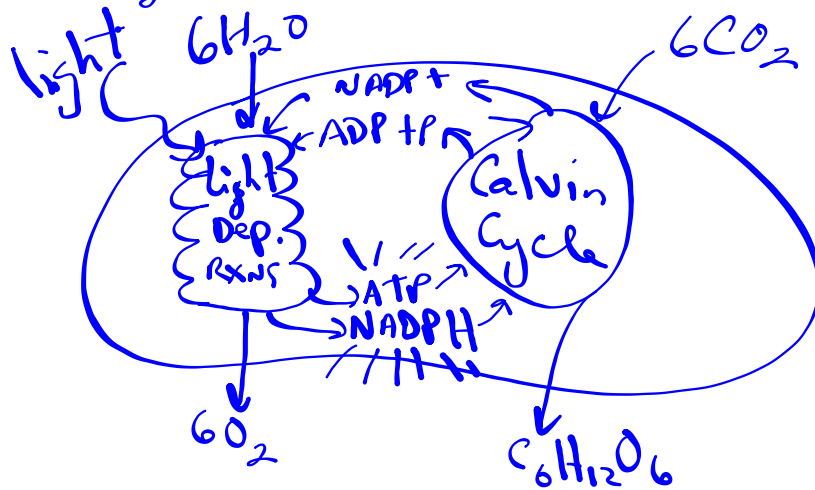 light
6H2O
6CO2
NADP+
ADP+P
Light
Dep.
RXNS
Calvin
Cycle
ATP
NADPH
6O2
C6H12O6